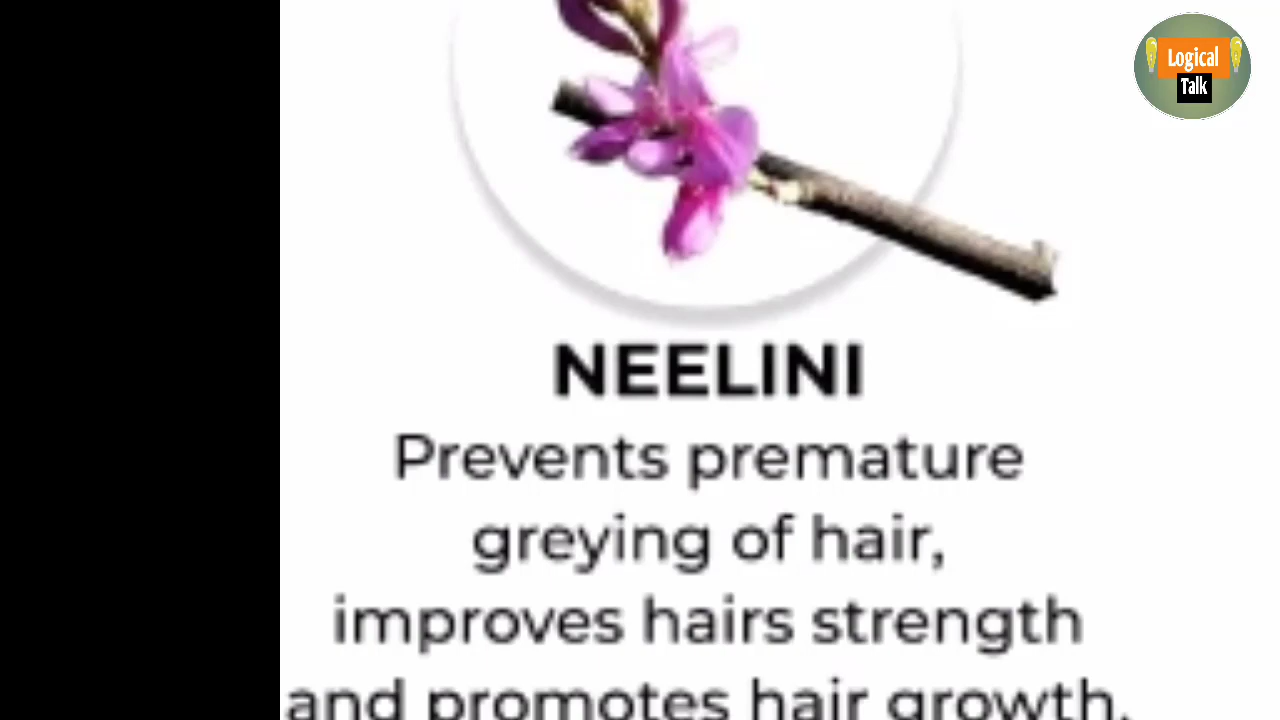 Logical
Talk
NEELINI
Prevents premature
greying of hair,
improves hairs strength
and promotes hair growth.